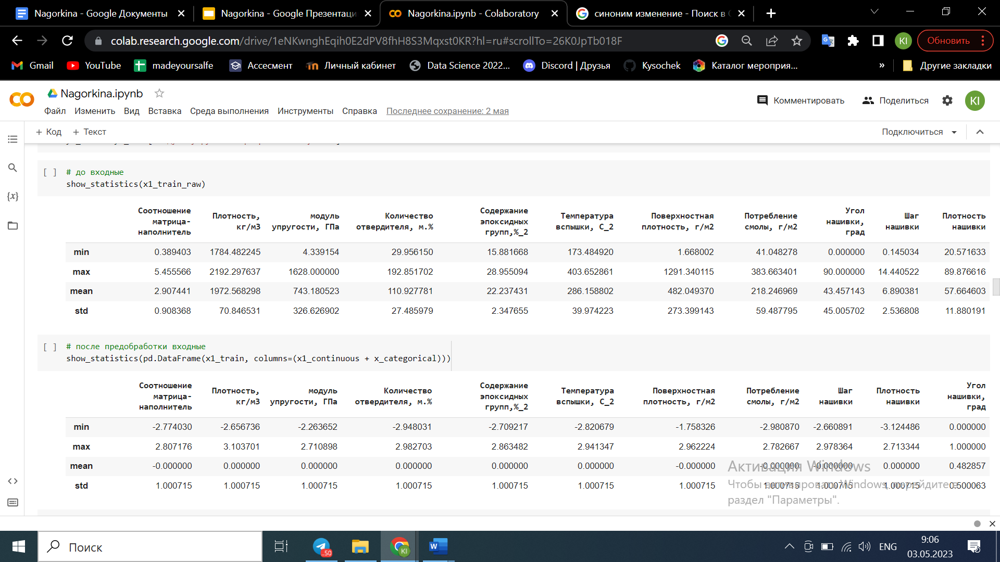 Nagorkina - Google Документы
Nagorkina - Google Презентаци
Nagorkina.ipynb - Colaboratory
синоним изменение - Поиск в
colab.research.google.com/drive/1eNKwnghEqih0E2dPV8fhH8S3Mqxst0KR?hl=ru#scrollTo=26K0JpTb018F
KI
Обновить
Gmail
YouTube
madeyoursalfe
Ассесмент
Личный кабинет
Data Science 2022...
Discord | Друзья
Kysochek
Каталог мероприя...
»
Другие закладки
Nagorkina.ipynb
Комментировать
Поделиться
KI
Файл Изменить Вид Вставка Среда выполнения Инструменты Справка Последнее сохранение: 2 мая
+ Код + Текст
Подключиться
{x}
[ ] # до входные
show_statistics(x1_train_raw)
Соотношение матрица-наполнитель Плотность, кг/м3 модуль упругости, ГПа Количество отвердителя, м.% Содержание эпоксидных групп,%_2 Температура вспышки, С_2 Поверхностная плотность, г/м2 Потребление смолы, г/м2 Угол нашивки, град Шаг нашивки Плотность нашивки
min 0.389403 1784.482245 4.339154 29.956150 15.881668 173.484920 1.668002 41.048278 0.000000 0.145034 20.571633
max 5.455566 2192.297637 1628.000000 192.851702 28.955094 403.652861 1291.340115 383.663401 90.000000 14.440522 89.876616
mean 2.907441 1972.568298 743.180523 110.927781 22.237431 286.158802 482.049370 218.246969 43.457143 6.890381 57.664603
std 0.908368 70.846531 326.626902 27.485979 2.347655 39.974223 273.399143 59.487795 45.005702 2.536808 11.880191
[ ] # после предобработки входные
show_statistics(pd.DataFrame(x1_train, columns=(x1_continuous + x_categorical)))
Соотношение матрица-наполнитель Плотность, кг/м3 модуль упругости, ГПа Количество отвердителя, м.% Содержание эпоксидных групп,%_2 Температура вспышки, С_2 Поверхностная плотность, г/м2 Потребление смолы, г/м2 Шаг нашивки Плотность нашивки Угол нашивки, град
min -2.774030 -2.656736 -2.263652 -2.948031 -2.709217 -2.820679 -1.758326 -2.980870 -2.660891 -3.124486 0.000000
max 2.807176 3.103701 2.710898 2.982703 2.863482 2.941347 2.962224 2.782667 2.978364 2.713344 1.000000
mean -0.000000 0.000000 0.000000 0.000000 0.000000 0.000000 -0.000000 -0.000000 -0.000000 0.000000 0.482857
std 1.000715 1.000715 1.000715 1.000715 1.000715 1.000715 1.000715 1.000715 1.000715 1.000715 0.500063
Активация Windows
Чтобы активировать Windows, перейдите в
раздел "Параметры".
Поиск
..50
KI
W
ENG
9:06
03.05.2023